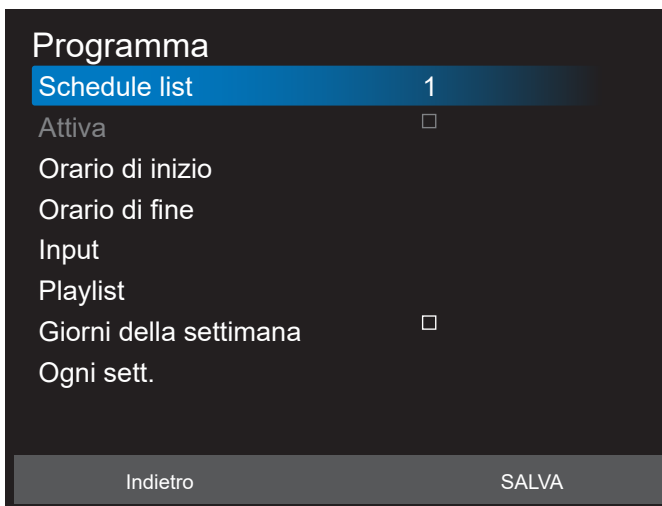 Programma
Schedule list 1
Attiva
Orario di inizio
Orario di fine
Input
Playlist
Giorni della settimana
Ogni sett.
Indietro SALVA